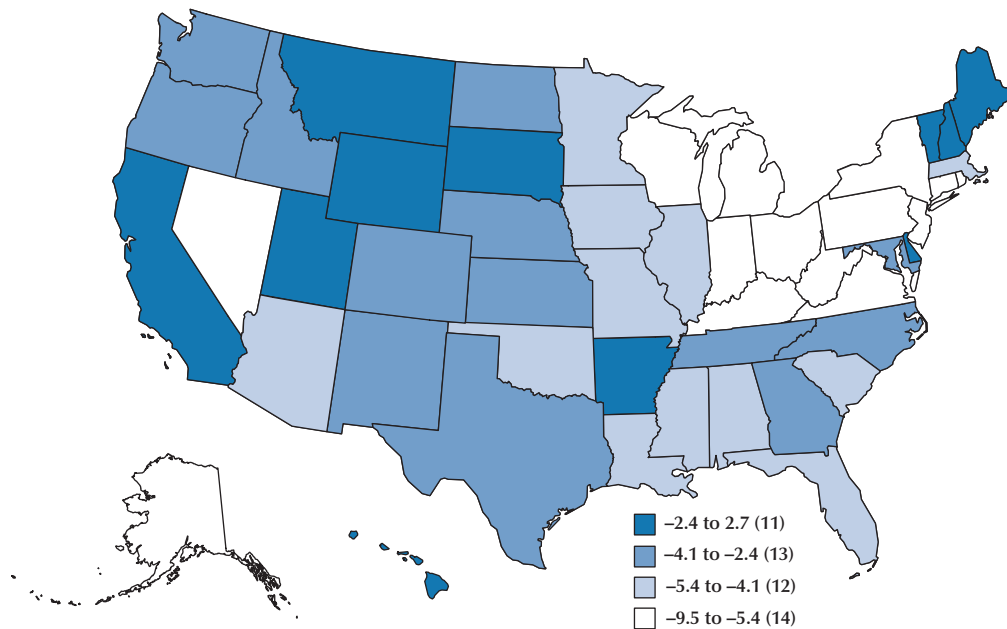 –2.4 to 2.7 (11)
–4.1 to –2.4 (13)
–5.4 to –4.1 (12)
–9.5 to –5.4 (14)